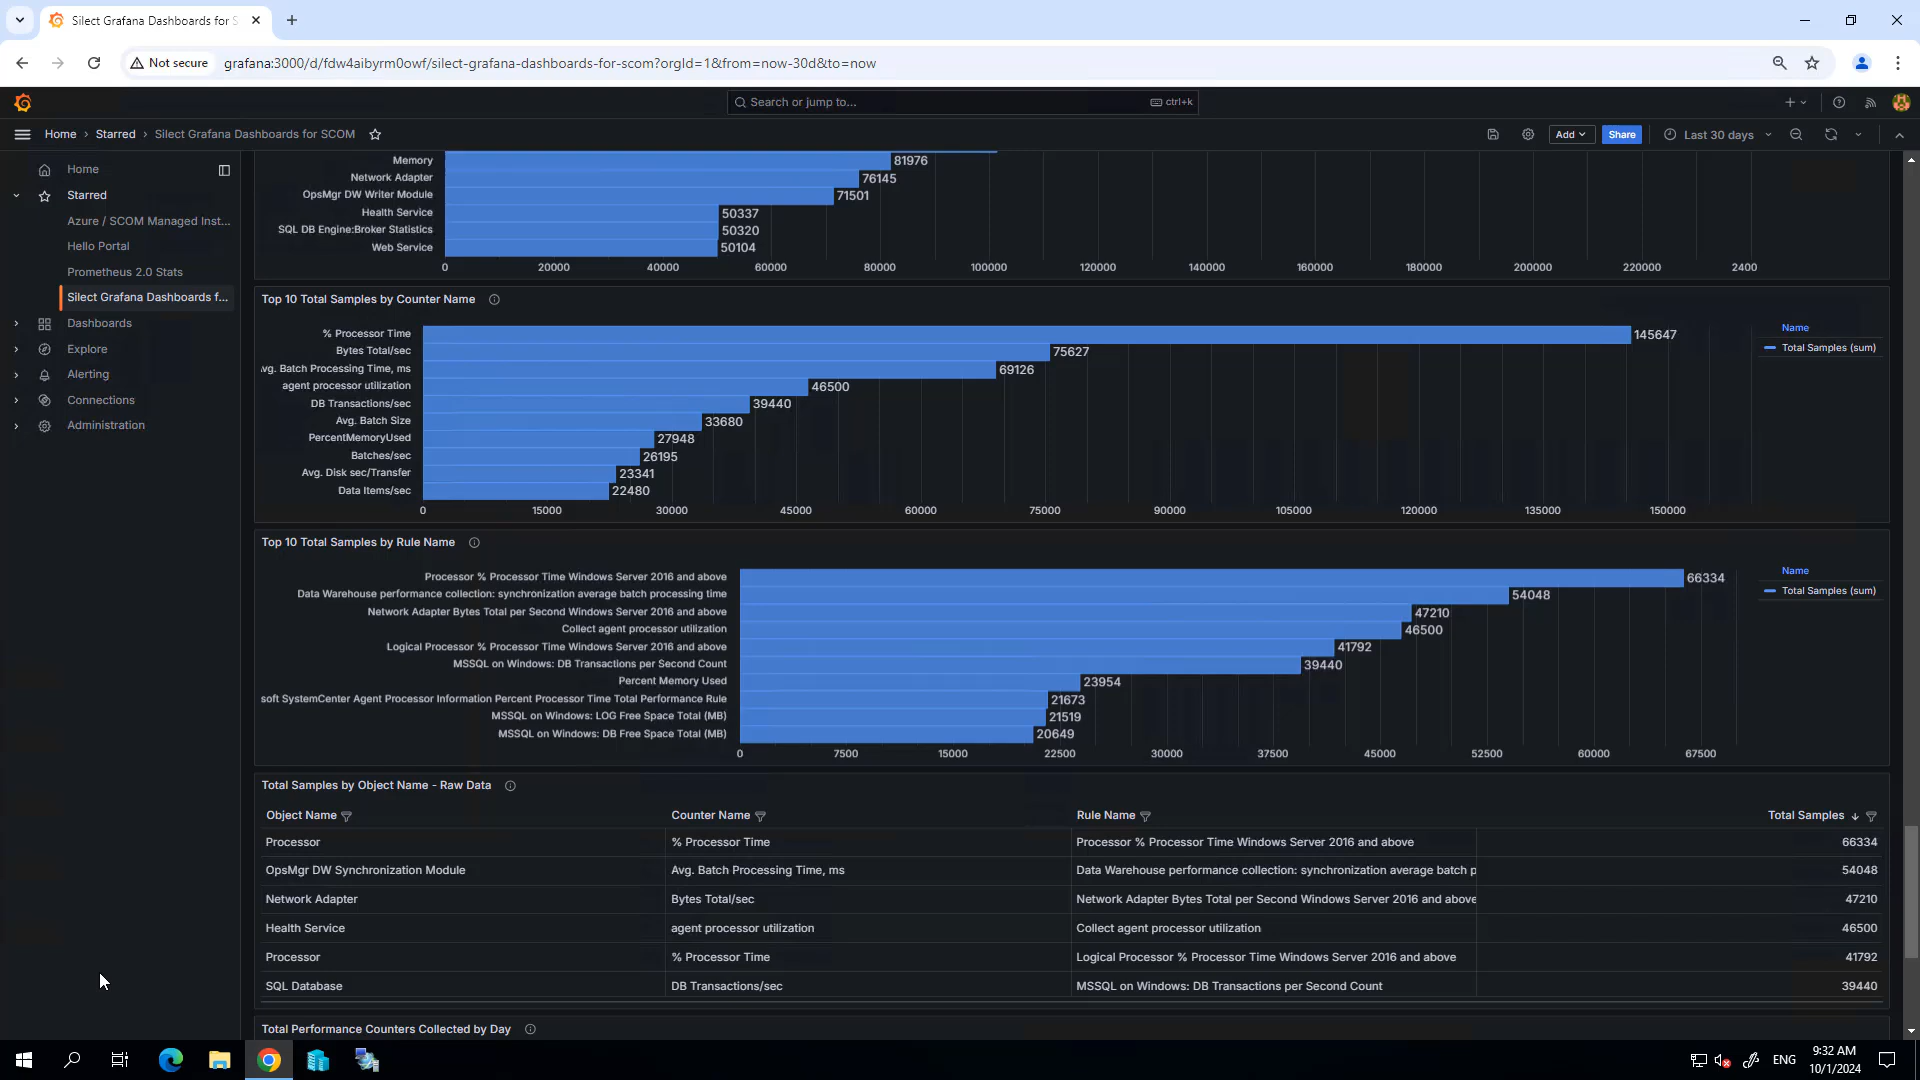 Silect Grafana Dashboards for S
Not secure
grafana:3000/d/fdw4aibyrm0owf/silect-grafana-dashboards-for-scom?orgId=1&from=now-30d&to=now
Search or jump to...
ctrl+k
Home › Starred › Silect Grafana Dashboards for SCOM
Add
Share
Last 30 days
Home
Starred
Azure / SCOM Managed Inst...
Hello Portal
Prometheus 2.0 Stats
Silect Grafana Dashboards f...
Dashboards
Explore
Alerting
Connections
Administration
Memory 81976
Network Adapter 76145
OpsMgr DW Writer Module 71501
Health Service 50337
SQL DB Engine:Broker Statistics 50320
Web Service 50104
0 20000 40000 60000 80000 100000 120000 140000 160000 180000 200000 220000 2400
Top 10 Total Samples by Counter Name
Name
Total Samples (sum)
% Processor Time 145647
Bytes Total/sec 75627
vg. Batch Processing Time, ms 69126
agent processor utilization 46500
DB Transactions/sec 39440
Avg. Batch Size 33680
PercentMemoryUsed 27948
Batches/sec 26195
Avg. Disk sec/Transfer 23341
Data Items/sec 22480
0 15000 30000 45000 60000 75000 90000 105000 120000 135000 150000
Top 10 Total Samples by Rule Name
Name
Total Samples (sum)
Processor % Processor Time Windows Server 2016 and above 66334
Data Warehouse performance collection: synchronization average batch processing time 54048
Network Adapter Bytes Total per Second Windows Server 2016 and above 47210
Collect agent processor utilization 46500
Logical Processor % Processor Time Windows Server 2016 and above 41792
MSSQL on Windows: DB Transactions per Second Count 39440
Percent Memory Used 23954
soft SystemCenter Agent Processor Information Percent Processor Time Total Performance Rule 21673
MSSQL on Windows: LOG Free Space Total (MB) 21519
MSSQL on Windows: DB Free Space Total (MB) 20649
0 7500 15000 22500 30000 37500 45000 52500 60000 67500
Total Samples by Object Name - Raw Data
Object Name Counter Name Rule Name Total Samples
Processor % Processor Time Processor % Processor Time Windows Server 2016 and above 66334
OpsMgr DW Synchronization Module Avg. Batch Processing Time, ms Data Warehouse performance collection: synchronization average batch p 54048
Network Adapter Bytes Total/sec Network Adapter Bytes Total per Second Windows Server 2016 and above 47210
Health Service agent processor utilization Collect agent processor utilization 46500
Processor % Processor Time Logical Processor % Processor Time Windows Server 2016 and above 41792
SQL Database DB Transactions/sec MSSQL on Windows: DB Transactions per Second Count 39440
Total Performance Counters Collected by Day
ENG
9:32 AM
10/1/2024